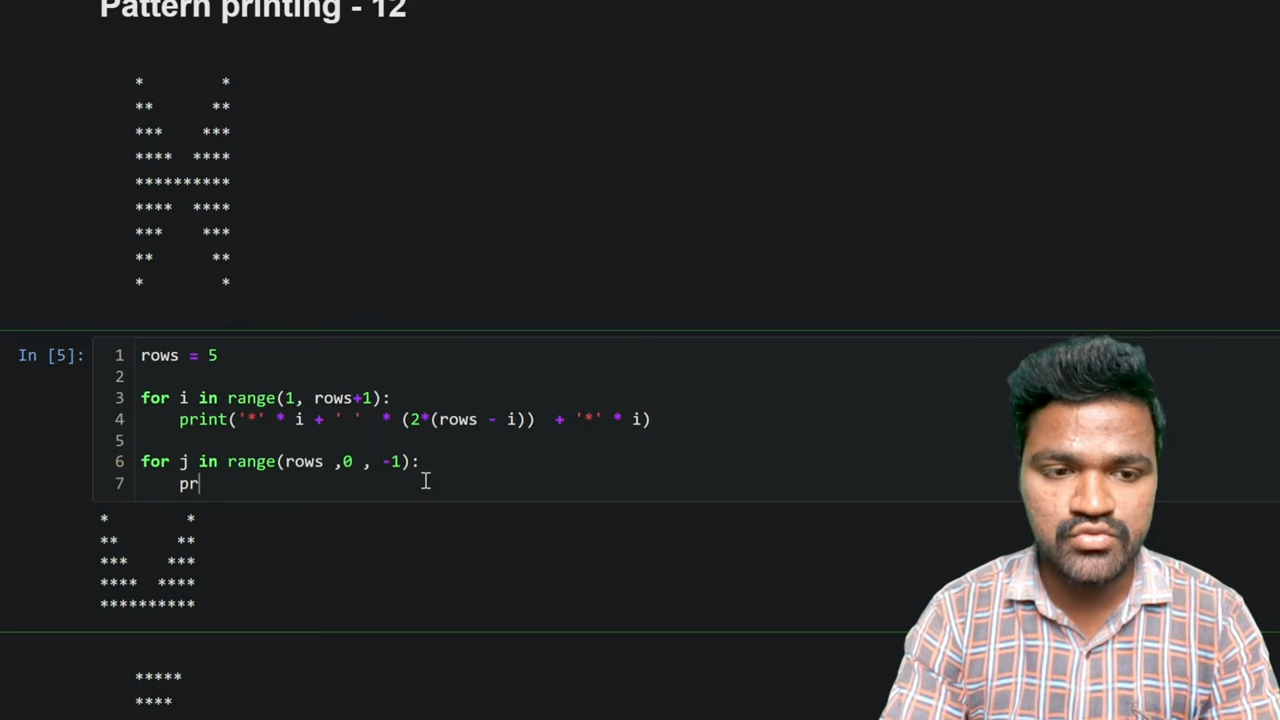 Pattern printing - 12
*        *
**      **
***    ***
****  ****
**********
****  ****
***    ***
**      **
*        *
In [5]:
1 rows = 5
2
3 for i in range(1, rows+1):
4     print('*' * i + ' '  * (2*(rows - i))  + '*' * i)
5
6 for j in range(rows ,0 , -1):
7     pr
*        *
**      **
***    ***
****  ****
**********
*****
****